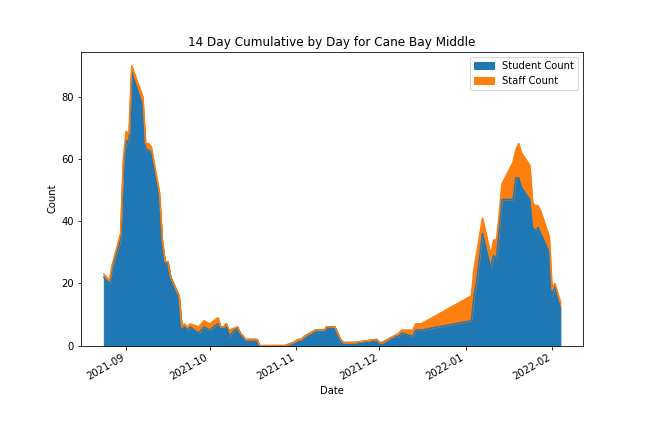 14 Day Cumulative by Day for Cane Bay Middle
Student Count
Staff Count
Count
80
60
40
20
0
2021-09
2021-10
2021-11
2021-12
2022-01
2022-02
Date